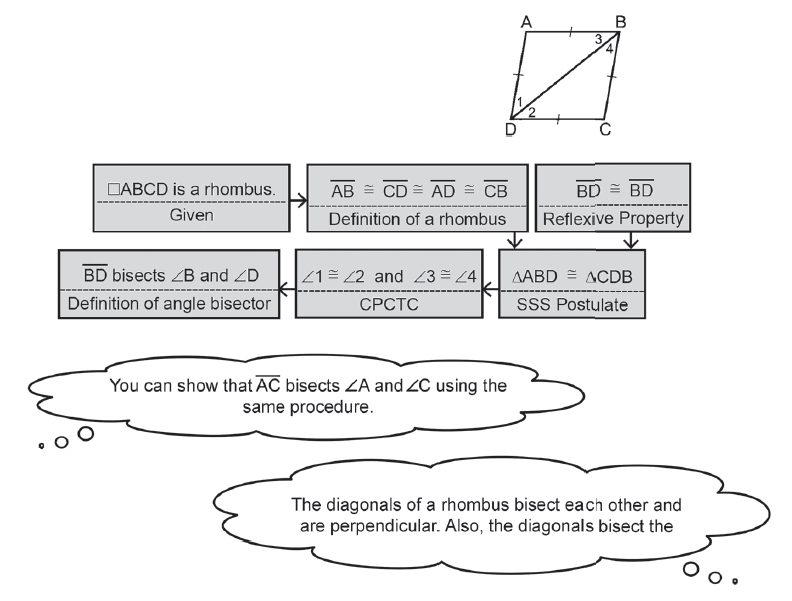 A B
3
4
1
2
D C
□ABCD is a rhombus.
Given
AB ≅ CD ≅ AD ≅ CB
Definition of a rhombus
BD ≅ BD
Reflexive Property
BD bisects ∠B and ∠D
Definition of angle bisector
∠1 ≅ ∠2 and ∠3 ≅ ∠4
CPCTC
ΔABD ≅ ΔCDB
SSS Postulate
You can show that AC bisects ∠A and ∠C using the
same procedure.
The diagonals of a rhombus bisect each other and
are perpendicular. Also, the diagonals bisect the